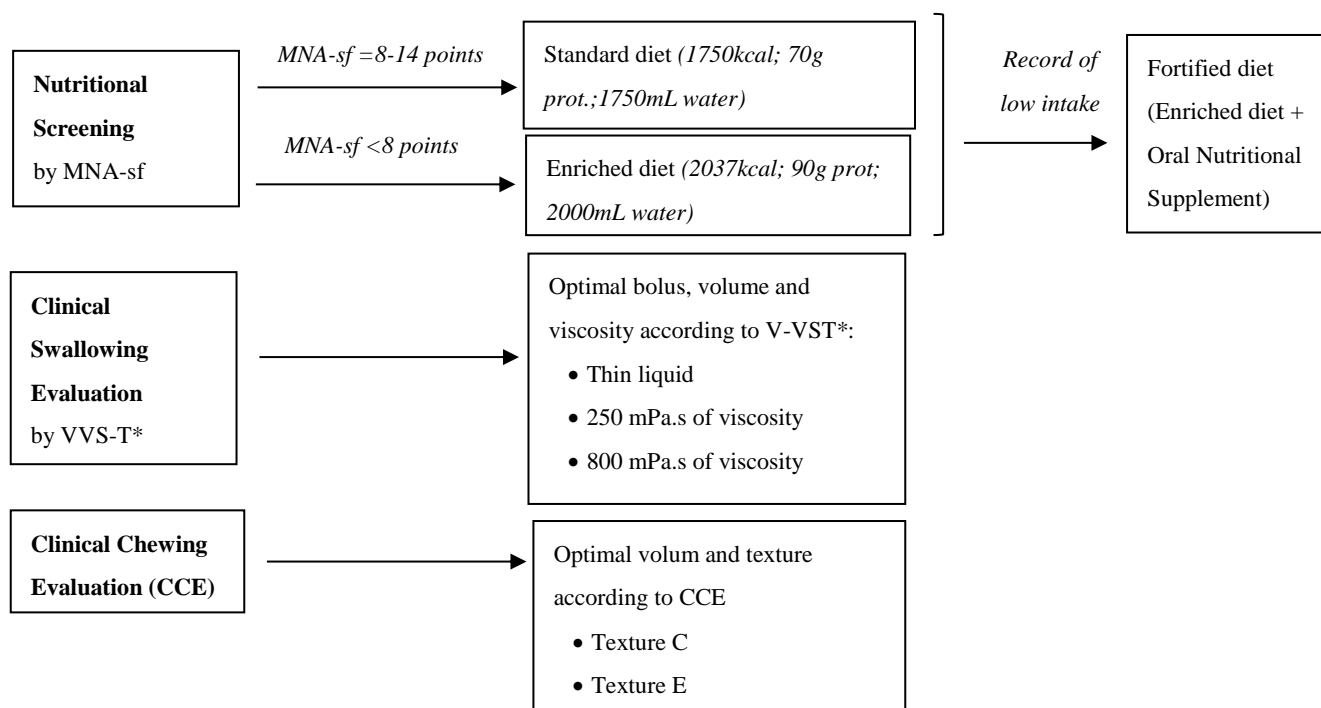 Nutritional
Screening
by MNA-sf
MNA-sf =8-14 points
MNA-sf <8 points
Standard diet (1750kcal; 70g
prot.;1750mL water)
Enriched diet (2037kcal; 90g prot;
2000mL water)
Record of
low intake
Fortified diet
(Enriched diet +
Oral Nutritional
Supplement)
Clinical
Swallowing
Evaluation
by VVS-T*
Optimal bolus, volume and
viscosity according to V-VST*:
• Thin liquid
• 250 mPa.s of viscosity
• 800 mPa.s of viscosity
Clinical Chewing
Evaluation (CCE)
Optimal volum and texture
according to CCE
• Texture C
• Texture E